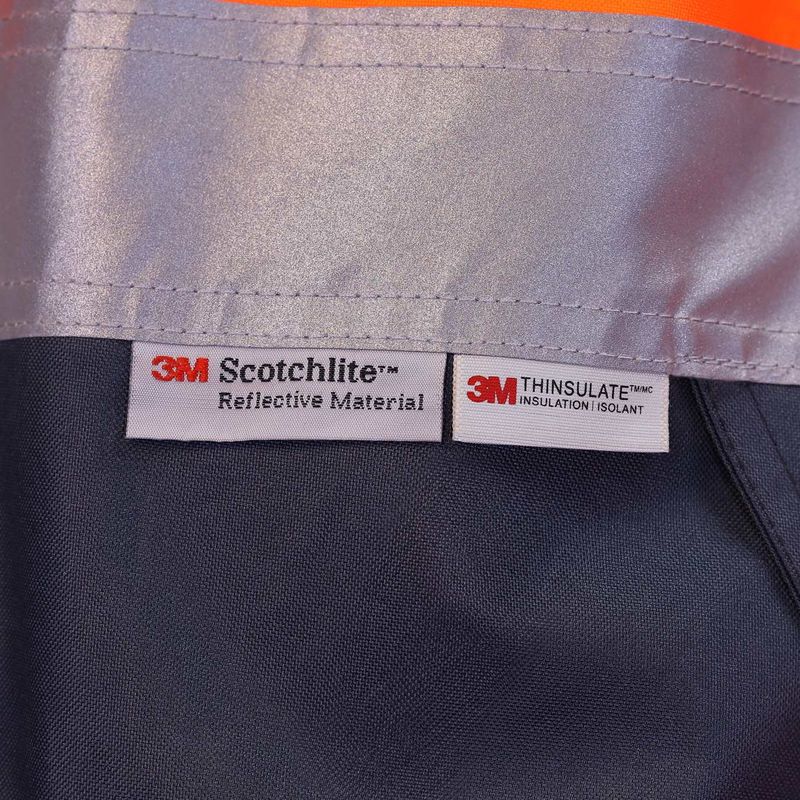 3M Scotchlite™
Reflective Material
3M THINSULATE™/MC
INSULATION | ISOLANT